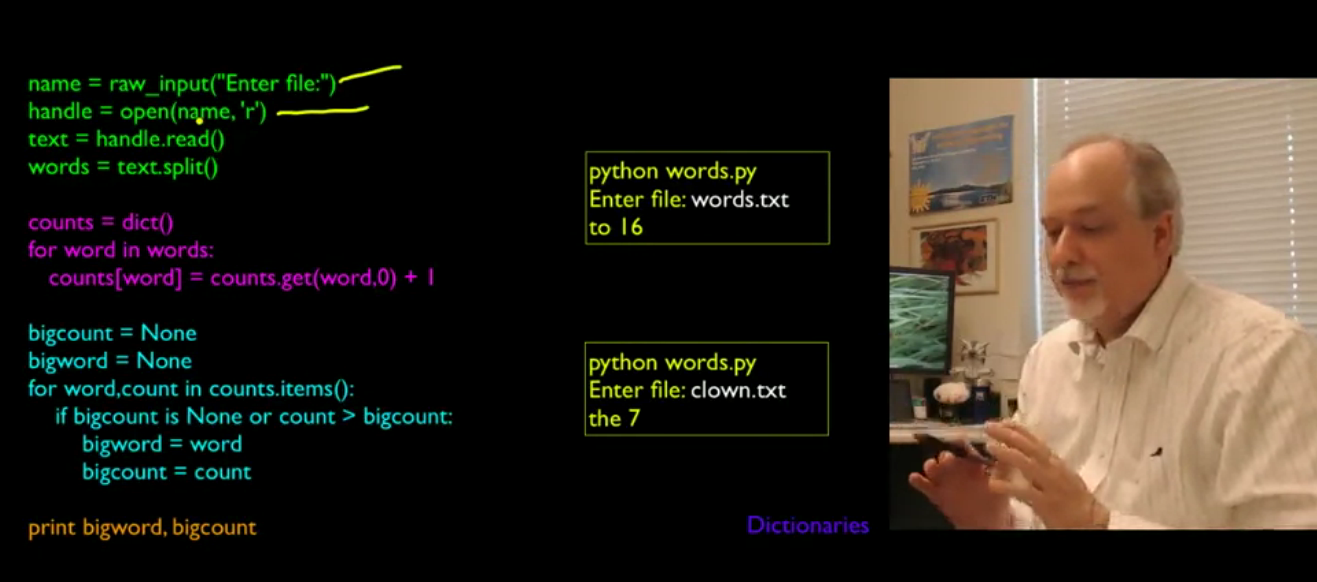 name = raw_input("Enter file:")
handle = open(name, 'r')
text = handle.read()
words = text.split()
counts = dict()
for word in words:
counts[word] = counts.get(word,0) + 1
bigcount = None
bigword = None
for word,count in counts.items():
if bigcount is None or count > bigcount:
bigword = word
bigcount = count
print bigword, bigcount
python words.py
Enter file: words.txt
to 16
python words.py
Enter file: clown.txt
the 7
Dictionaries